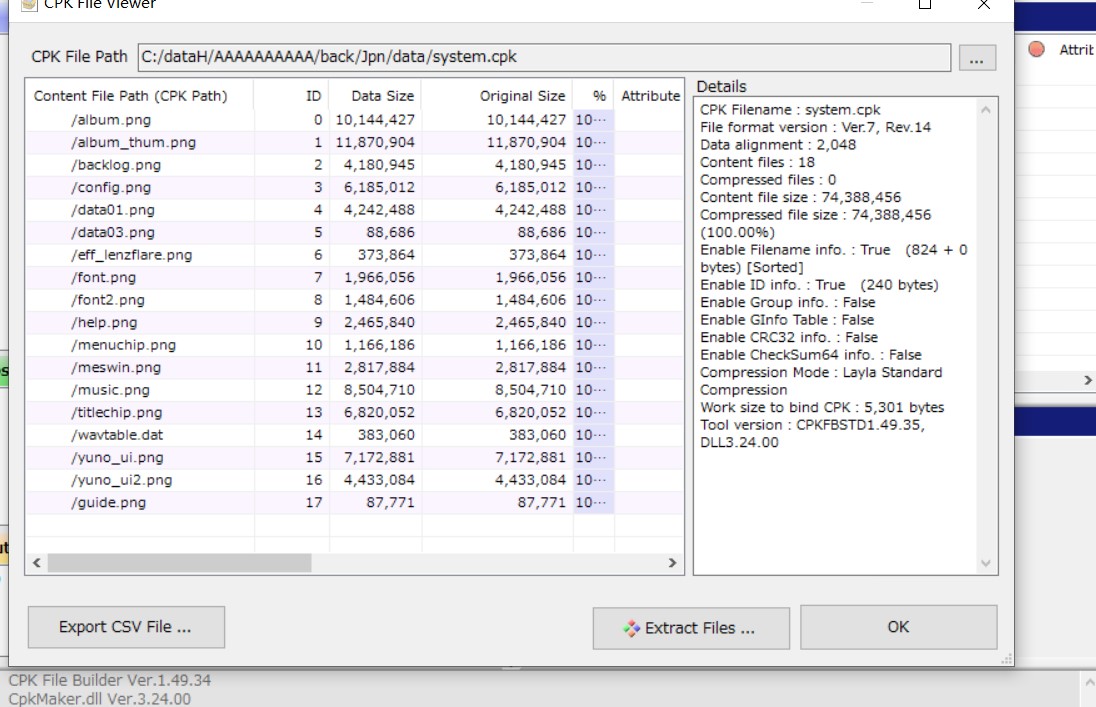 CPK File Viewer
CPK File Path C:/dataH/AAAAAAAAAA/back/Jpn/data/system.cpk ...
Content File Path (CPK Path) ID Data Size Original Size % Attribute
/album.png 0 10,144,427 10,144,427 10...
/album_thum.png 1 11,870,904 11,870,904 10...
/backlog.png 2 4,180,945 4,180,945 10...
/config.png 3 6,185,012 6,185,012 10...
/data01.png 4 4,242,488 4,242,488 10...
/data03.png 5 88,686 88,686 10...
/eff_lenzflare.png 6 373,864 373,864 10...
/font.png 7 1,966,056 1,966,056 10...
/font2.png 8 1,484,606 1,484,606 10...
/help.png 9 2,465,840 2,465,840 10...
/menuchip.png 10 1,166,186 1,166,186 10...
/meswin.png 11 2,817,884 2,817,884 10...
/music.png 12 8,504,710 8,504,710 10...
/titlechip.png 13 6,820,052 6,820,052 10...
/wavtable.dat 14 383,060 383,060 10...
/yuno_ui.png 15 7,172,881 7,172,881 10...
/yuno_ui2.png 16 4,433,084 4,433,084 10...
/guide.png 17 87,771 87,771 10...
Details
CPK Filename : system.cpk
File format version : Ver.7, Rev.14
Data alignment : 2,048
Content files : 18
Compressed files : 0
Content file size : 74,388,456
Compressed file size : 74,388,456
(100.00%)
Enable Filename info. : True (824 + 0
bytes) [Sorted]
Enable ID info. : True (240 bytes)
Enable Group info. : False
Enable GInfo Table : False
Enable CRC32 info. : False
Enable CheckSum64 info. : False
Compression Mode : Layla Standard
Compression
Work size to bind CPK : 5,301 bytes
Tool version : CPKFBSTD1.49.35,
DLL3.24.00
Attrib
Export CSV File ... Extract Files ... OK
CPK File Builder Ver.1.49.34
CpkMaker.dll Ver.3.24.00